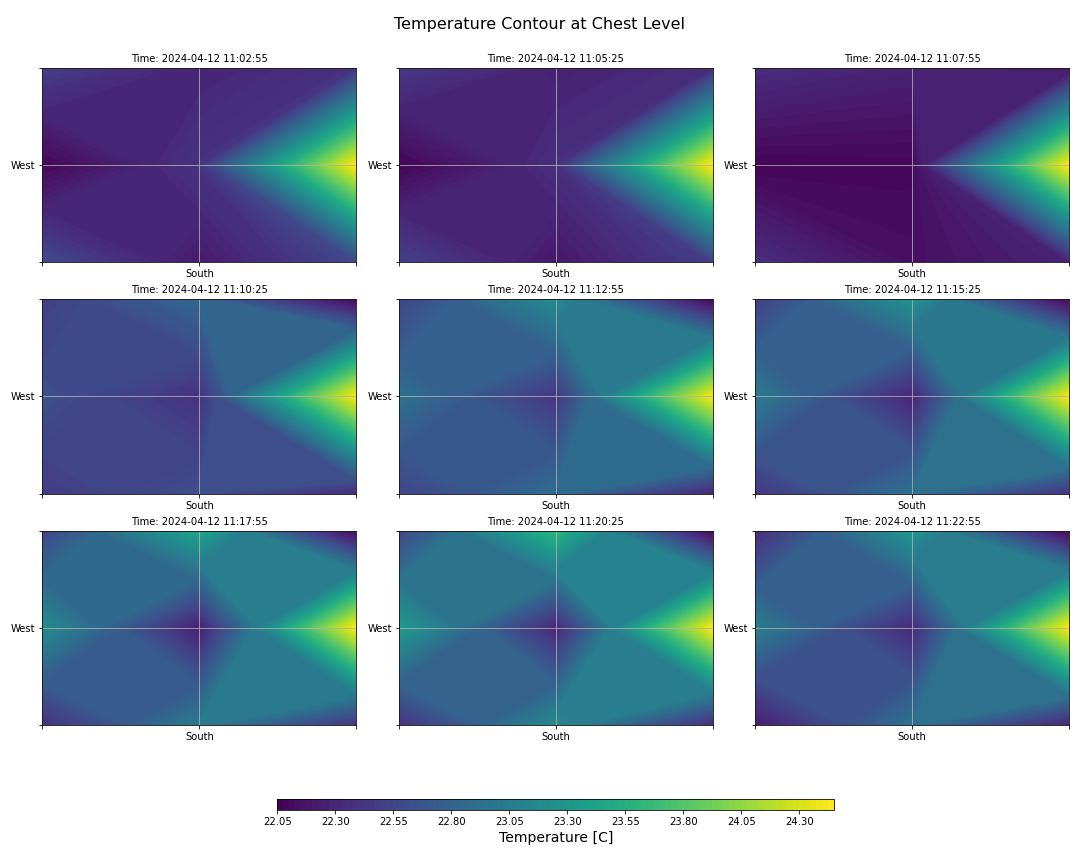 Temperature Contour at Chest Level
Time: 2024-04-12 11:02:55
Time: 2024-04-12 11:05:25
Time: 2024-04-12 11:07:55
West
West
West
South
South
South
Time: 2024-04-12 11:10:25
Time: 2024-04-12 11:12:55
Time: 2024-04-12 11:15:25
West
West
West
South
South
South
Time: 2024-04-12 11:17:55
Time: 2024-04-12 11:20:25
Time: 2024-04-12 11:22:55
West
West
West
South
South
South
22.05 22.30 22.55 22.80 23.05 23.30 23.55 23.80 24.05 24.30
Temperature [C]